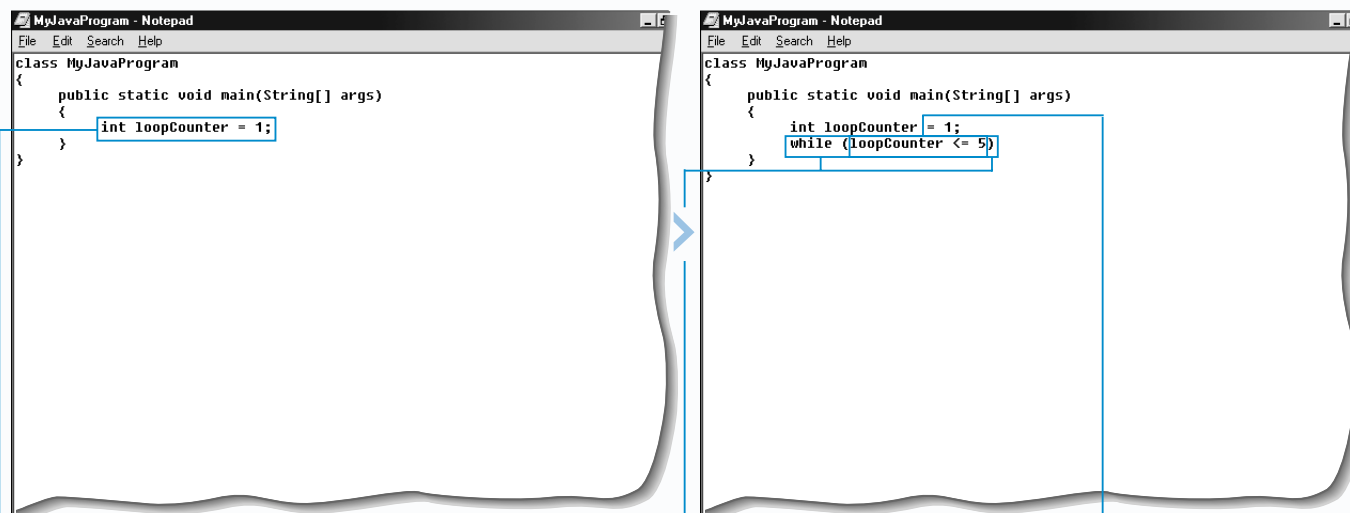 MyJavaProgram - Notepad
File Edit Search Help
class MyJavaProgram
{
public static void main(String[] args)
{
int loopCounter = 1;
}
}
MyJavaProgram - Notepad
File Edit Search Help
class MyJavaProgram
{
public static void main(String[] args)
{
int loopCounter = 1;
while (loopCounter <= 5)
}
}